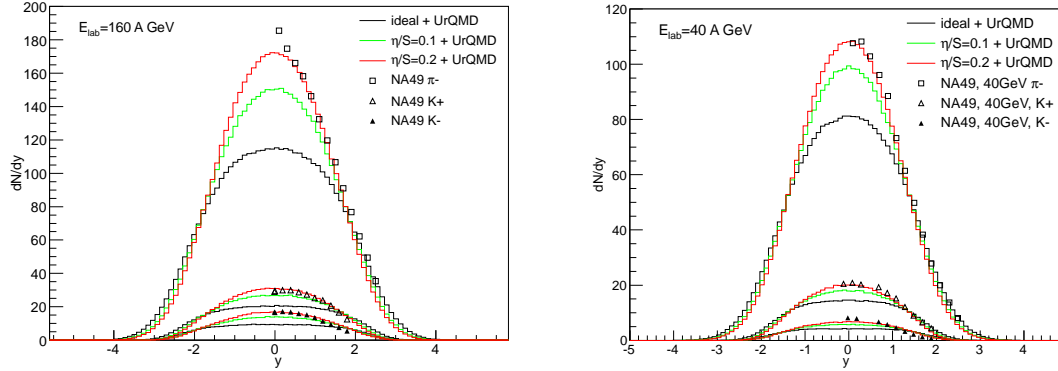 E_lab=160 A GeV
ideal + UrQMD
η/S=0.1 + UrQMD
η/S=0.2 + UrQMD
NA49 π-
NA49 K+
NA49 K-
dN/dy
200
180
160
140
120
100
80
60
40
20
0
-4 -2 0 2 4
y
E_lab=40 A GeV
ideal + UrQMD
η/S=0.1 + UrQMD
η/S=0.2 + UrQMD
NA49, 40GeV π-
NA49, 40GeV, K+
NA49, 40GeV, K-
dN/dy
120
100
80
60
40
20
0
-5 -4 -3 -2 -1 0 1 2 3 4
y